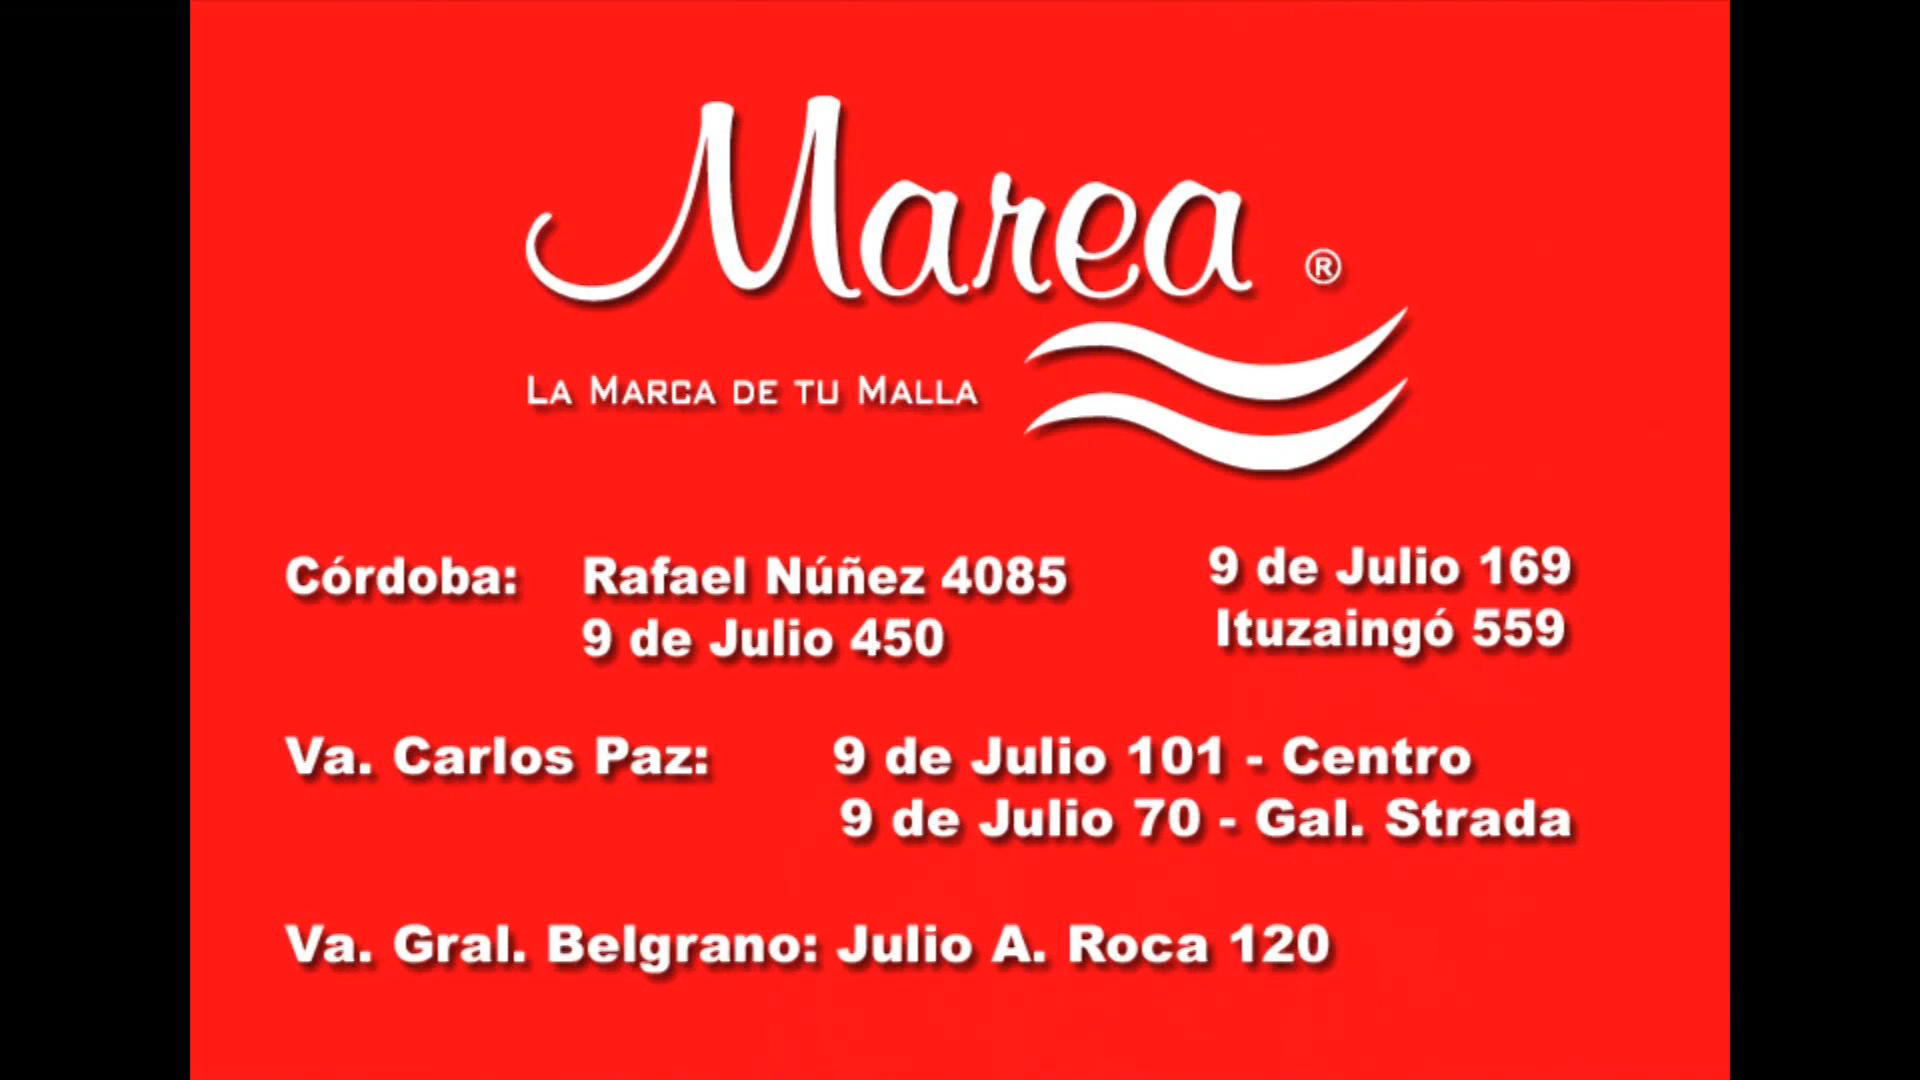 Marea ®
LA MARCA DE TU MALLA
Córdoba: Rafael Núñez 4085 9 de Julio 169
9 de Julio 450 Ituzaingó 559
Va. Carlos Paz: 9 de Julio 101 - Centro
9 de Julio 70 - Gal. Strada
Va. Gral. Belgrano: Julio A. Roca 120